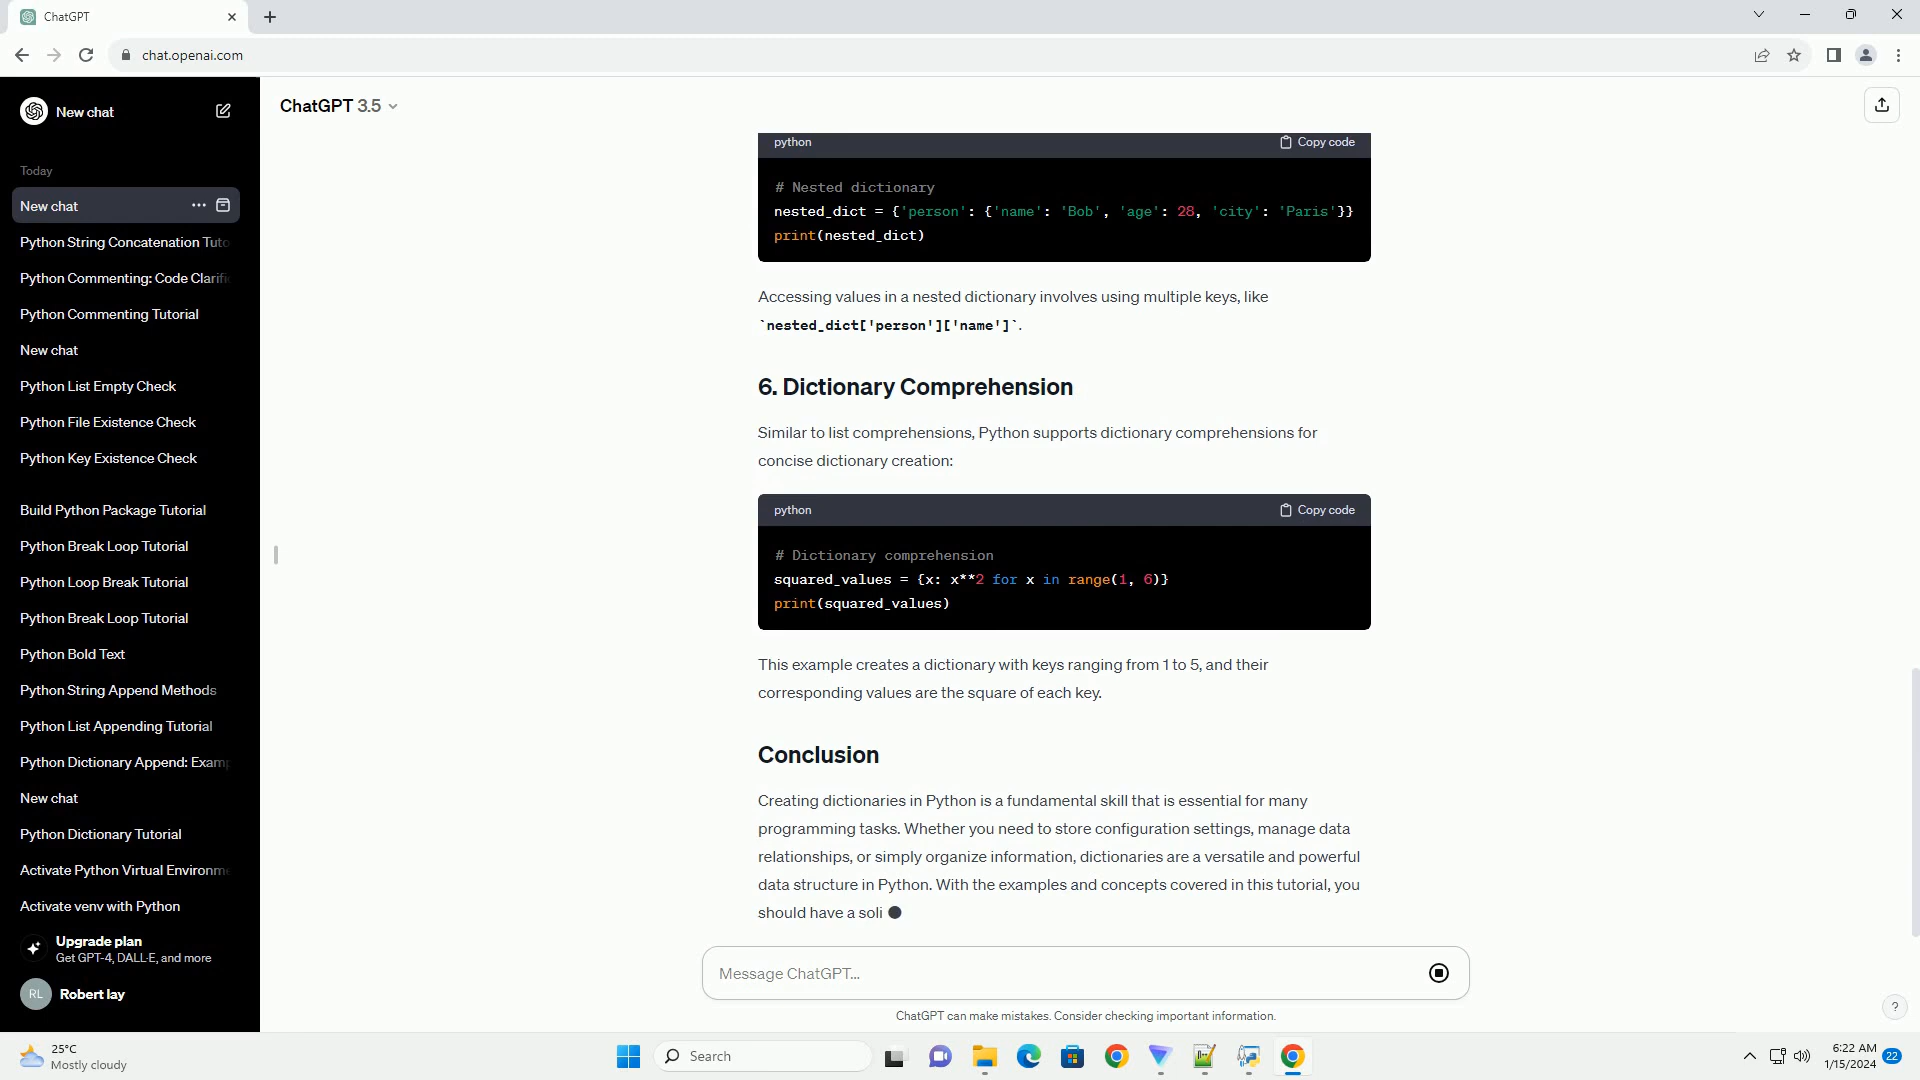 ChatGPT
chat.openai.com
New chat
Today
New chat
Python String Concatenation Tuto
Python Commenting: Code Clarifi
Python Commenting Tutorial
New chat
Python List Empty Check
Python File Existence Check
Python Key Existence Check
Build Python Package Tutorial
Python Break Loop Tutorial
Python Loop Break Tutorial
Python Break Loop Tutorial
Python Bold Text
Python String Append Methods
Python List Appending Tutorial
Python Dictionary Append: Examp
New chat
Python Dictionary Tutorial
Activate Python Virtual Environme
Activate venv with Python
Upgrade plan
Get GPT-4, DALL·E, and more
RL Robert lay
ChatGPT 3.5
python Copy code
# Nested dictionary
nested_dict = {'person': {'name': 'Bob', 'age': 28, 'city': 'Paris'}}
print(nested_dict)
Accessing values in a nested dictionary involves using multiple keys, like
`nested_dict['person']['name']`.
6. Dictionary Comprehension
Similar to list comprehensions, Python supports dictionary comprehensions for
concise dictionary creation:
python Copy code
# Dictionary comprehension
squared_values = {x: x**2 for x in range(1, 6)}
print(squared_values)
This example creates a dictionary with keys ranging from 1 to 5, and their
corresponding values are the square of each key.
Conclusion
Creating dictionaries in Python is a fundamental skill that is essential for many
programming tasks. Whether you need to store configuration settings, manage data
relationships, or simply organize information, dictionaries are a versatile and powerful
data structure in Python. With the examples and concepts covered in this tutorial, you
should have a soli
Message ChatGPT...
ChatGPT can make mistakes. Consider checking important information.
?
25°C
Mostly cloudy
Search
6:22 AM
1/15/2024
22